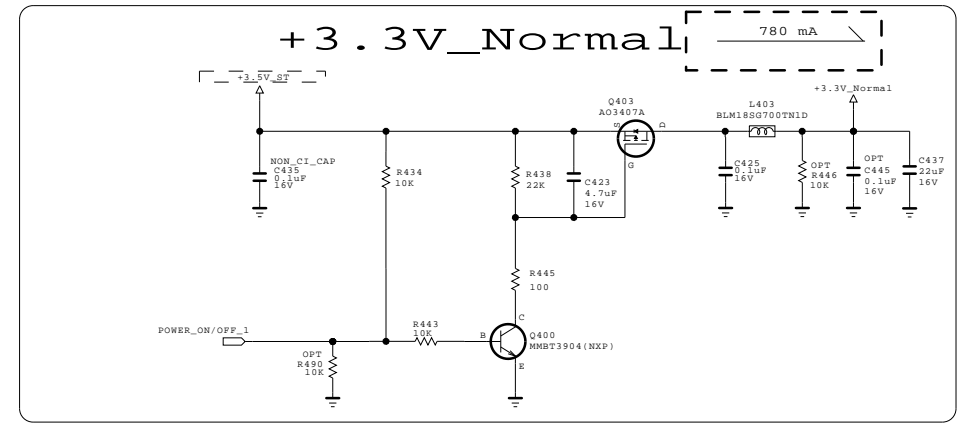 +3.3V_Normal
780 mA
+3.5V_ST
+3.3V_Normal
Q403
AO3407A
S
D
G
L403
BLM18SG700TN1D
NON_CI_CAP
C435
0.1uF
16V
R434
10K
R438
22K
C423
4.7uF
16V
C425
0.1uF
16V
OPT
R446
10K
OPT
C445
0.1uF
16V
C437
22uF
16V
R445
100
POWER_ON/OFF_1
R443
10K
B
C
Q400
MMBT3904(NXP)
E
OPT
R490
10K